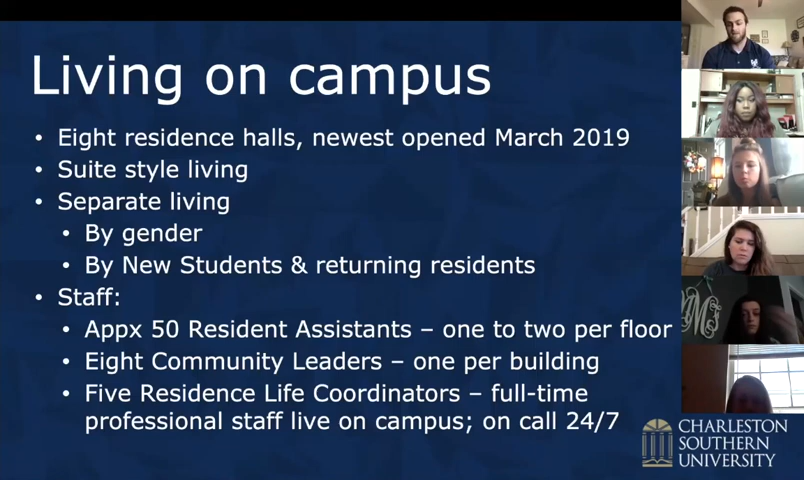 Living on campus
• Eight residence halls, newest opened March 2019
• Suite style living
• Separate living
• By gender
• By New Students & returning residents
• Staff:
• Appx 50 Resident Assistants – one to two per floor
• Eight Community Leaders – one per building
• Five Residence Life Coordinators – full-time
professional staff live on campus; on call 24/7
CHARLESTON
SOUTHERN
UNIVERSITY